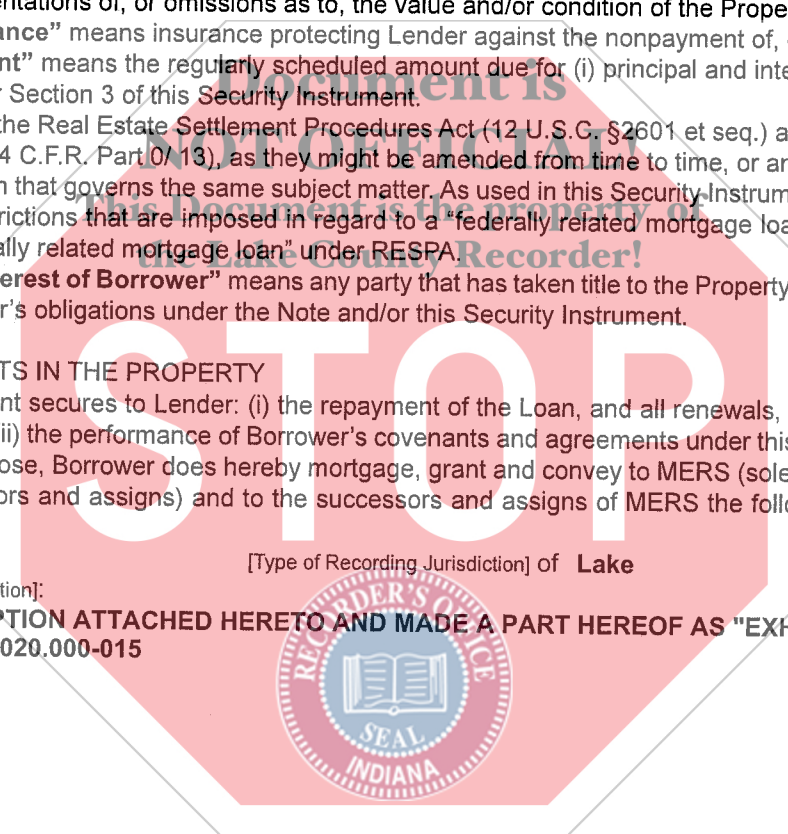 entations of, or omissions as to, the value and/or condition of the Prope
ance” means insurance protecting Lender against the nonpayment of,
nt” means the regularly scheduled amount due for (i) principal and inte
Section 3 of this Security Instrument.
the Real Estate Settlement Procedures Act (12 U.S.C. §2601 et seq.) a
4 C.F.R. Part 0/ 13), as they might be amended from time to time, or an
that governs the same subject matter. As used in this Security Instrum
rictions that are imposed in regard to a “federally related mortgage loa
ally related mortgage loan” under RESPA.
erest of Borrower” means any party that has taken title to the Property
r’s obligations under the Note and/or this Security Instrument.
Document is
NOT OFFICIAL!
This Document is the property of
the Lake County Recorder!
STOP
TS IN THE PROPERTY
nt secures to Lender: (i) the repayment of the Loan, and all renewals,
ii) the performance of Borrower’s covenants and agreements under this
ose, Borrower does hereby mortgage, grant and convey to MERS (sole
ors and assigns) and to the successors and assigns of MERS the follo
[Type of Recording Jurisdiction] of Lake
tion]:
PTION ATTACHED HERETO AND MADE A PART HEREOF AS "EXH
020.000-015
RECORDER'S OFFICE
SEAL
INDIANA